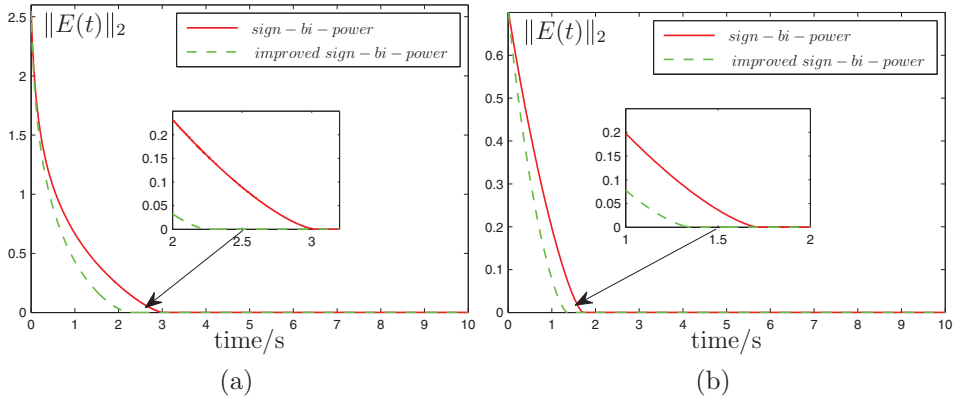 ‖E(t)‖₂
sign − bi − power
improved sign − bi − power
2.5
2
1.5
1
0.5
0
0.2
0.15
0.1
0.05
0
2 2.5 3
0 1 2 3 4 5 6 7 8 9 10
time/s
(a)
‖E(t)‖₂
sign − bi − power
improved sign − bi − power
0.6
0.5
0.4
0.3
0.2
0.1
0
0.2
0.15
0.1
0.05
0
1 1.5 2
0 1 2 3 4 5 6 7 8 9 10
time/s
(b)